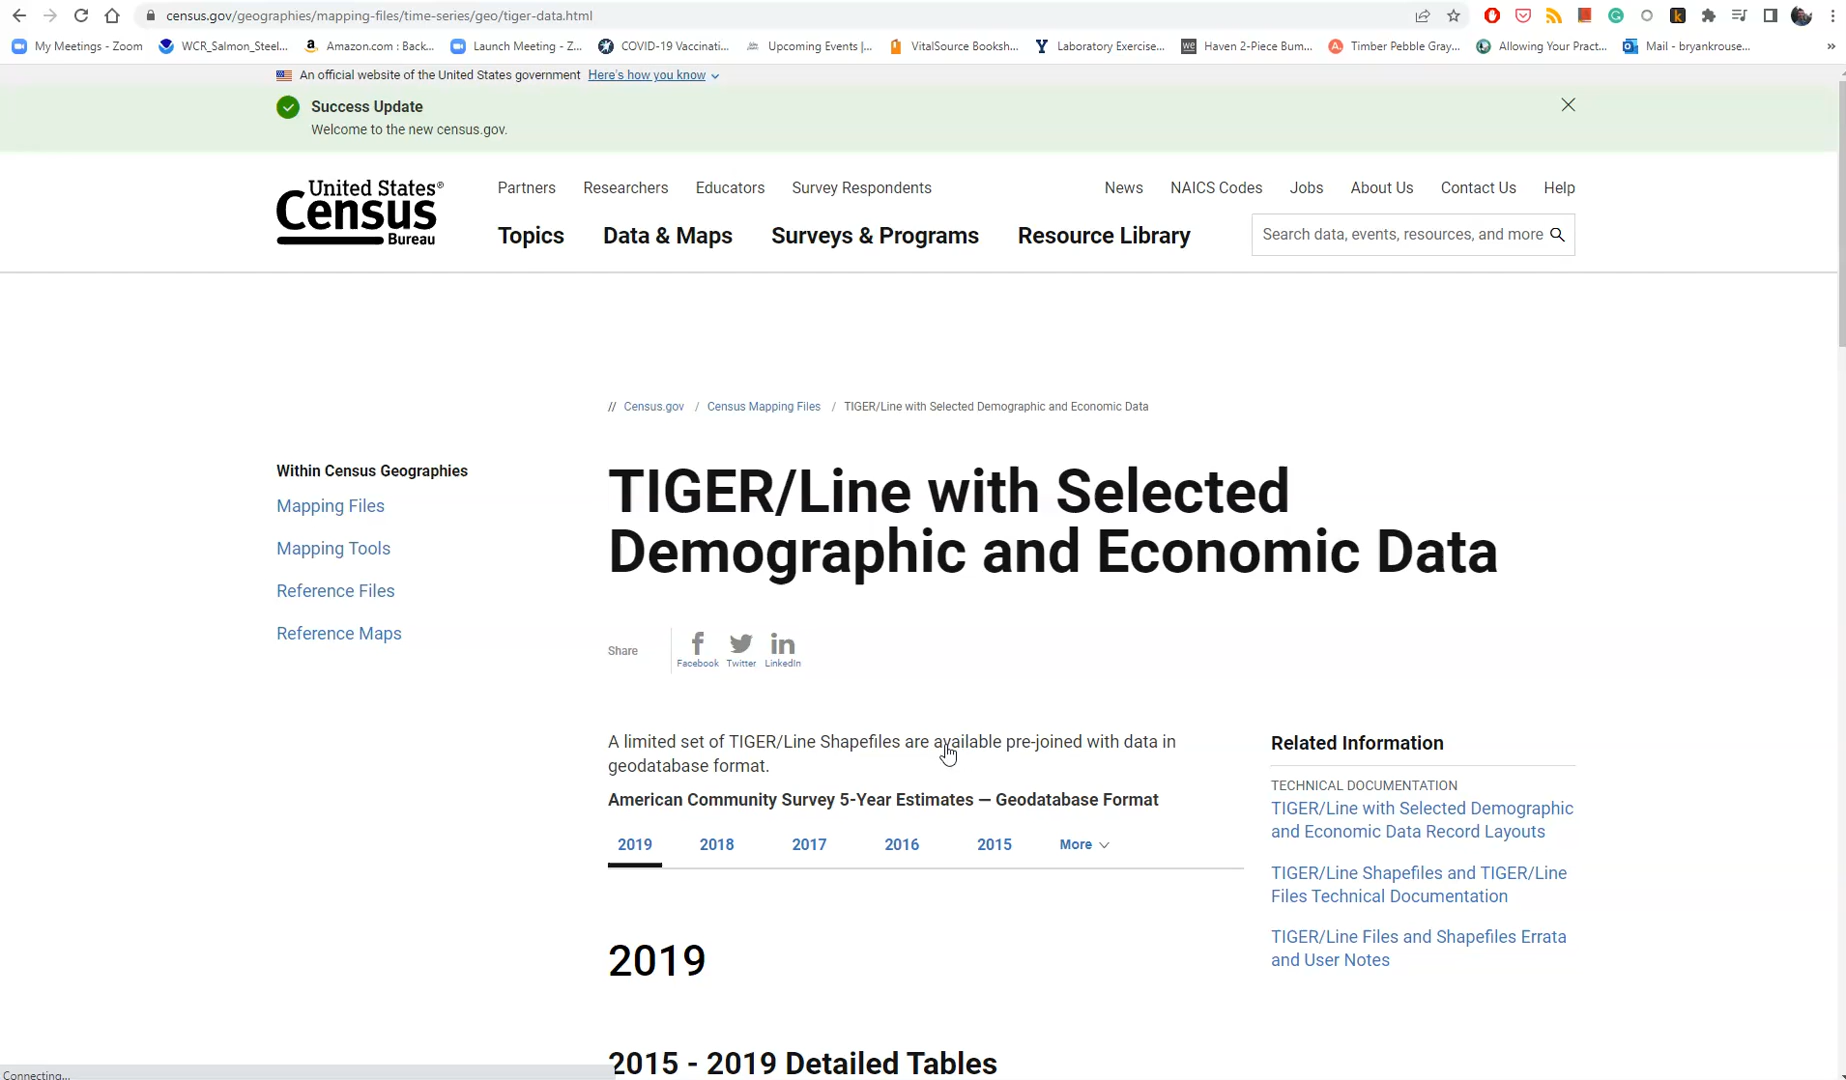 census.gov/geographies/mapping-files/time-series/geo/tiger-data.html
My Meetings - Zoom WCR_Salmon_Steel... Amazon.com : Back... Launch Meeting - Z... COVID-19 Vaccinati... Upcoming Events |... VitalSource Booksh... Laboratory Exercise... Haven 2-Piece Bum... Timber Pebble Gray... Allowing Your Pract... Mail - bryankrouse... »
An official website of the United States government Here's how you know
Success Update
Welcome to the new census.gov.
United States®
Census
Bureau
Partners Researchers Educators Survey Respondents
News NAICS Codes Jobs About Us Contact Us Help
Topics Data & Maps Surveys & Programs Resource Library
Search data, events, resources, and more
// Census.gov / Census Mapping Files / TIGER/Line with Selected Demographic and Economic Data
Within Census Geographies
Mapping Files
Mapping Tools
Reference Files
Reference Maps
TIGER/Line with Selected
Demographic and Economic Data
Share
Facebook Twitter LinkedIn
A limited set of TIGER/Line Shapefiles are available pre-joined with data in
geodatabase format.
American Community Survey 5-Year Estimates — Geodatabase Format
2019 2018 2017 2016 2015 More
2019
2015 - 2019 Detailed Tables
Related Information
TECHNICAL DOCUMENTATION
TIGER/Line with Selected Demographic
and Economic Data Record Layouts
TIGER/Line Shapefiles and TIGER/Line
Files Technical Documentation
TIGER/Line Files and Shapefiles Errata
and User Notes
Connecting...